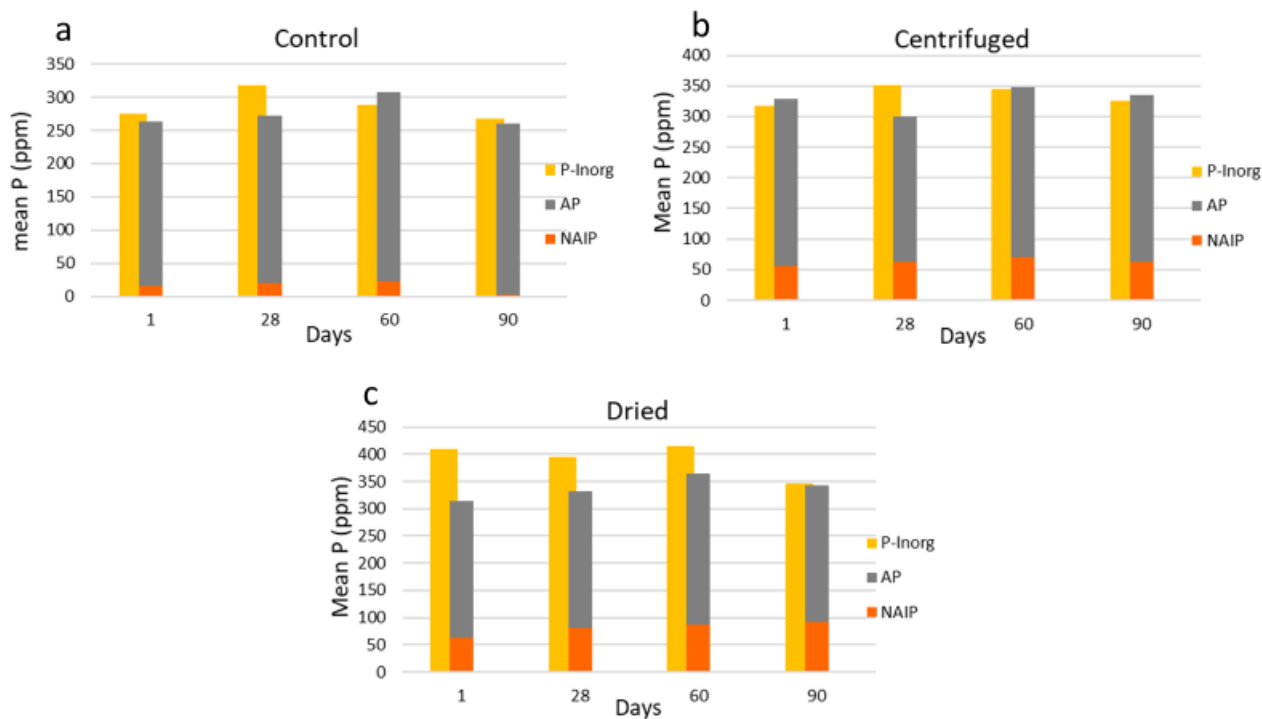 a
Control
350
300
250
200
150
100
50
0
mean P (ppm)
1 28 60 90
Days
P-Inorg
AP
NAIP
b
Centrifuged
400
350
300
250
200
150
100
50
0
Mean P (ppm)
1 28 60 90
Days
P-Inorg
AP
NAIP
c
Dried
450
400
350
300
250
200
150
100
50
0
Mean P (ppm)
1 28 60 90
Days
P-Inorg
AP
NAIP